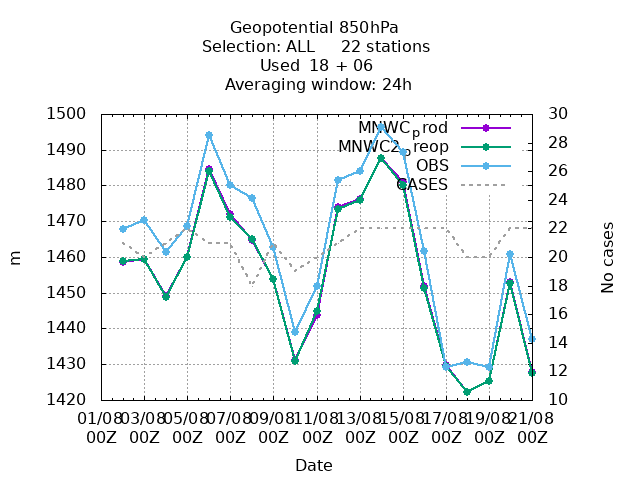 Geopotential 850hPa
Selection: ALL 22 stations
Used 18 + 06
Averaging window: 24h
1500
1490
1480
1470
1460
1450
1440
1430
1420
m
30
28
26
24
22
20
18
16
14
12
10
No cases
MNWC_prod
MNWC2_preop
OBS
CASES
01/08 03/08 05/08 07/08 09/08 11/08 13/08 15/08 17/08 19/08 21/08
00Z 00Z 00Z 00Z 00Z 00Z 00Z 00Z 00Z 00Z 00Z
Date